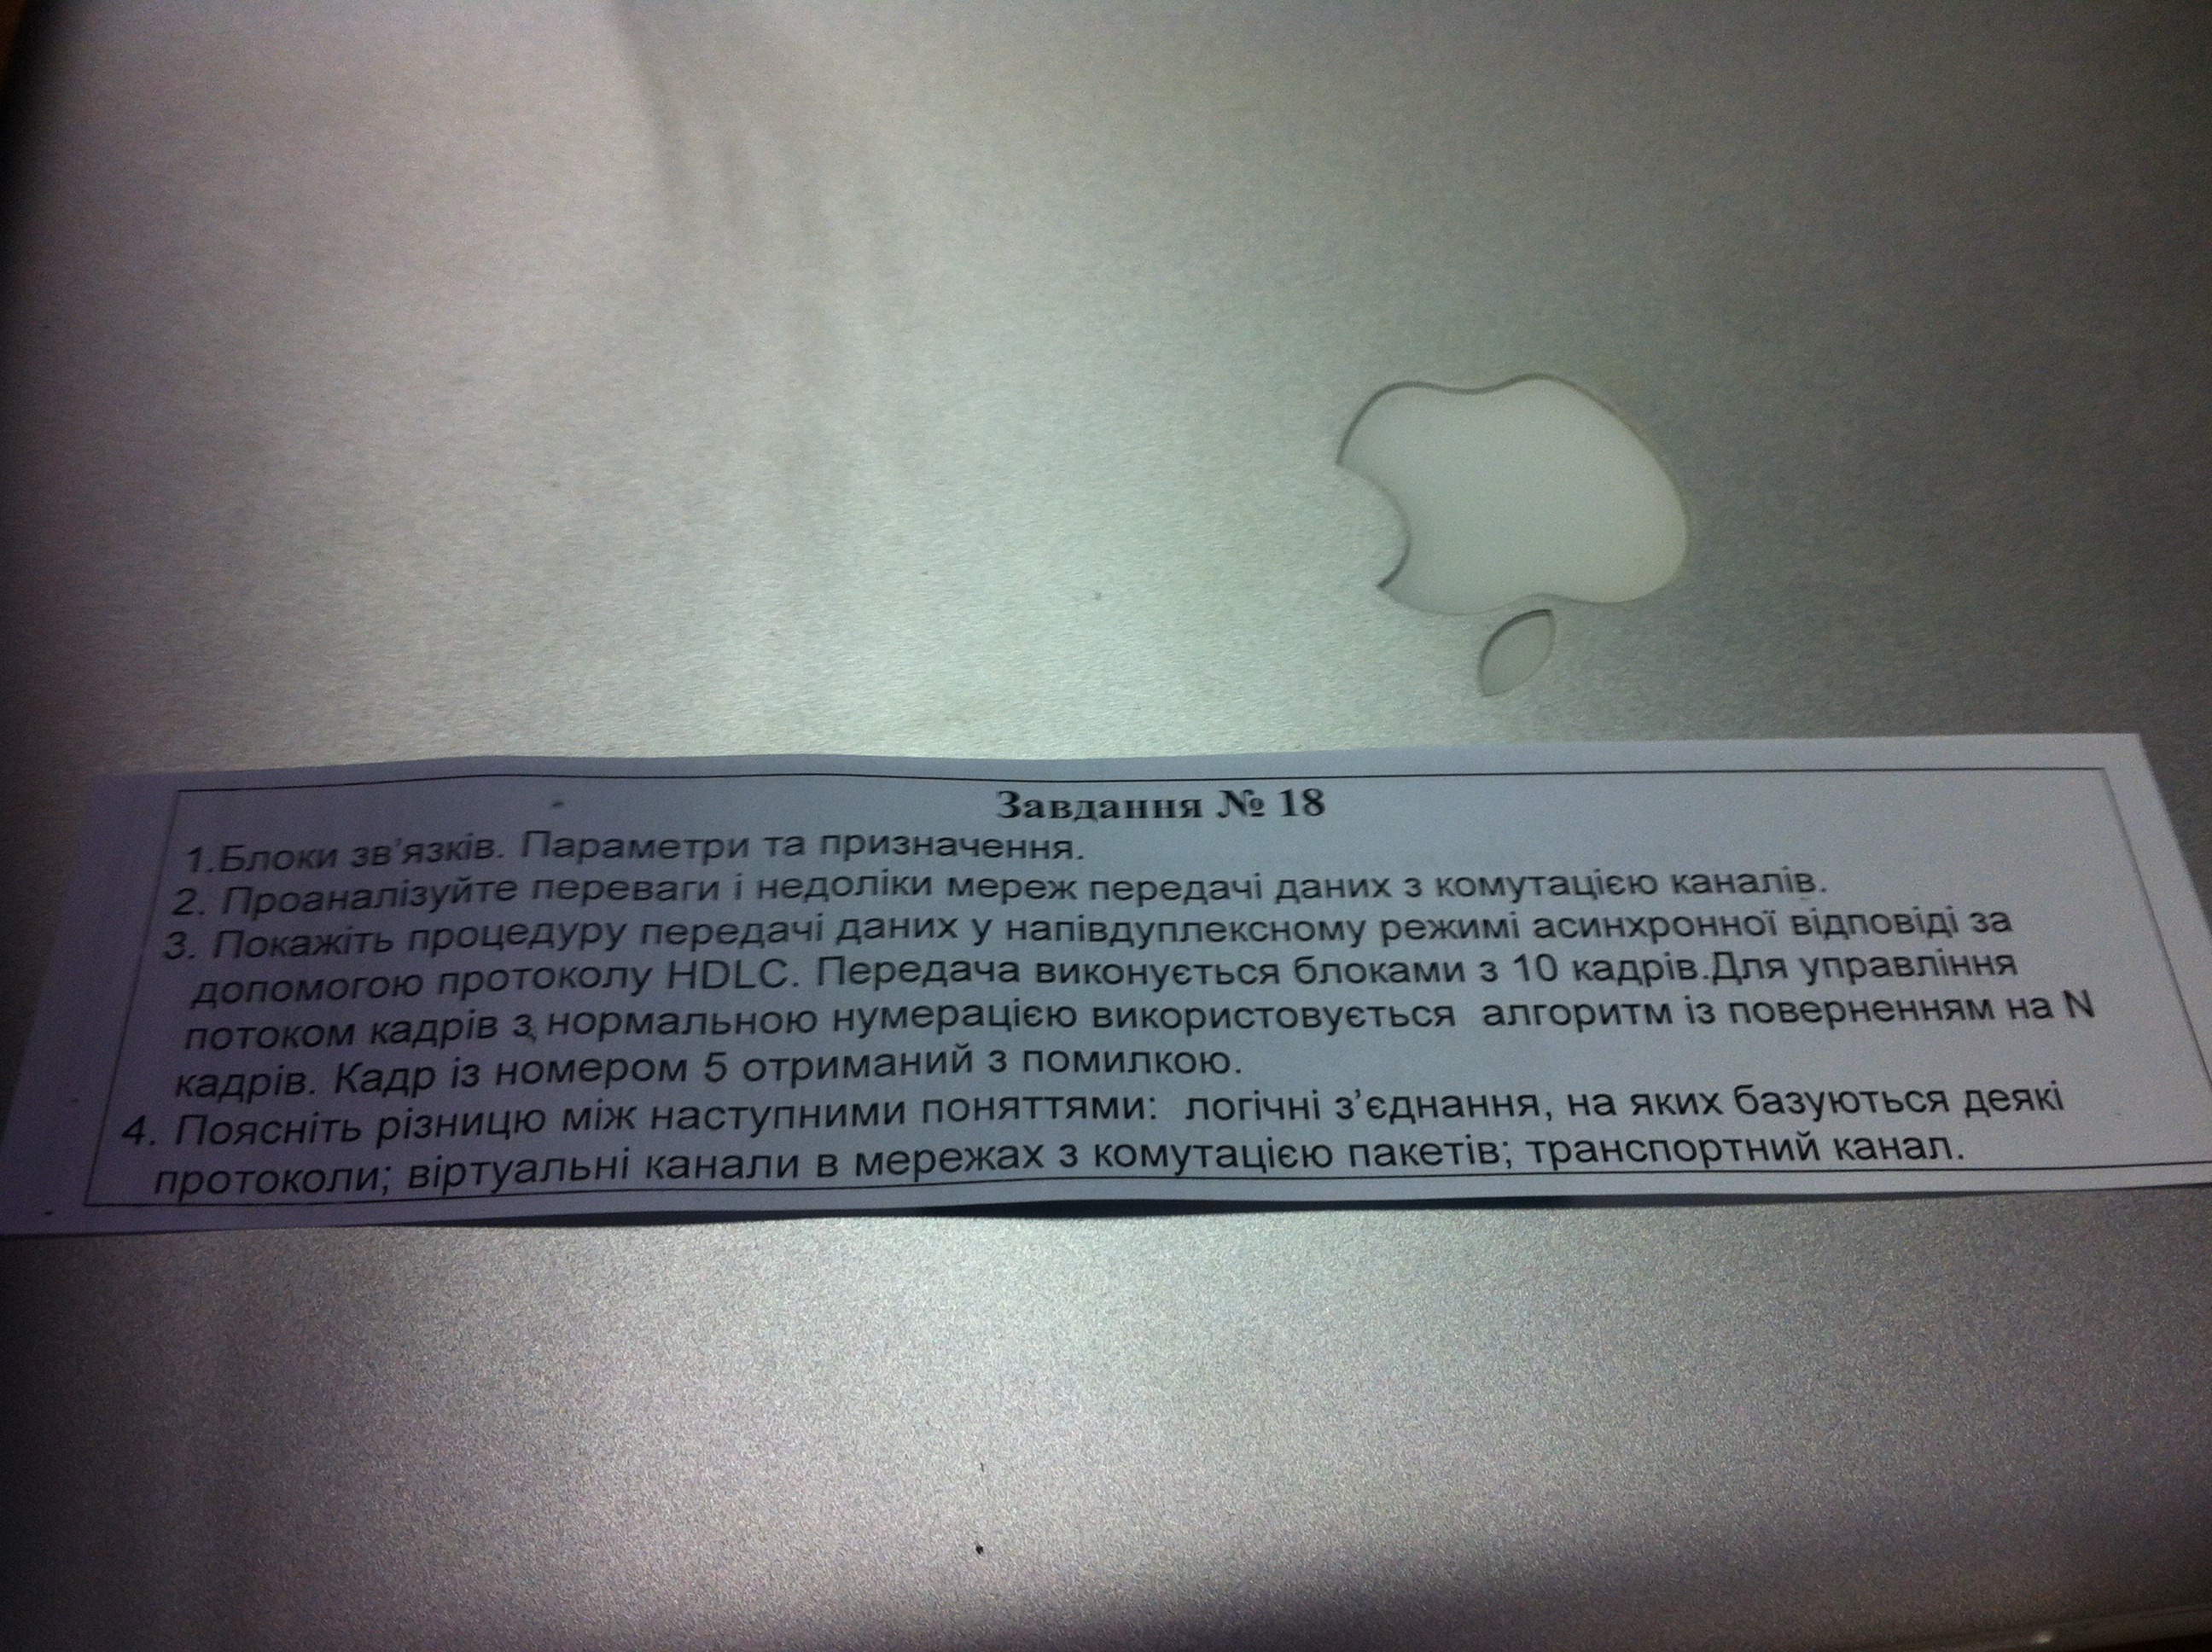 Завдання № 18
1.Блоки зв'язків. Параметри та призначення.
2. Проаналізуйте переваги і недоліки мереж передачі даних з комутацією каналів.
3. Покажіть процедуру передачі даних у напівдуплексному режимі асинхронної відповіді за
допомогою протоколу HDLC. Передача виконується блоками з 10 кадрів.Для управління
потоком кадрів з нормальною нумерацією використовується алгоритм із поверненням на N
кадрів. Кадр із номером 5 отриманий з помилкою.
4. Поясніть різницю між наступними поняттями: логічні з'єднання, на яких базуються деякі
протоколи; віртуальні канали в мережах з комутацією пакетів; транспортний канал.